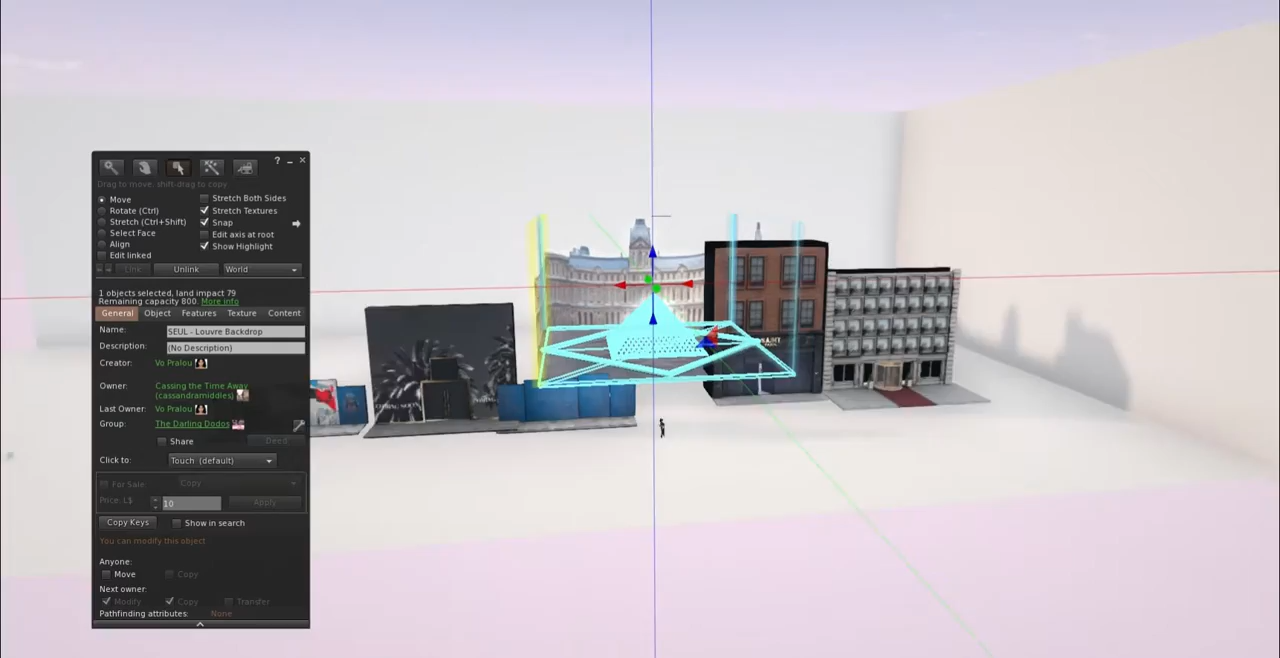 ?
Drag to move, shift-drag to copy
Move
Rotate (Ctrl)
Stretch (Ctrl+Shift)
Select Face
Align
Edit linked
Stretch Both Sides
Stretch Textures
Snap
Edit axis at root
Show Highlight
Link
Unlink
World
1 objects selected, land impact 79
Remaining capacity 800. More info
General
Object
Features
Texture
Content
Name:
SEUL - Louvre Backdrop
Description:
(No Description)
Creator:
Vo Pralou
Owner:
Cassing the Time Away
(cassandramiddles)
Last Owner:
Vo Pralou
Group:
The Darling Dodos
Share
Deed
Click to:
Touch (default)
For Sale:
Copy
Price: L$
10
Apply
Copy Keys
Show in search
You can modify this object
Anyone:
Move
Copy
Next owner:
Modify
Copy
Transfer
Pathfinding attributes:
None